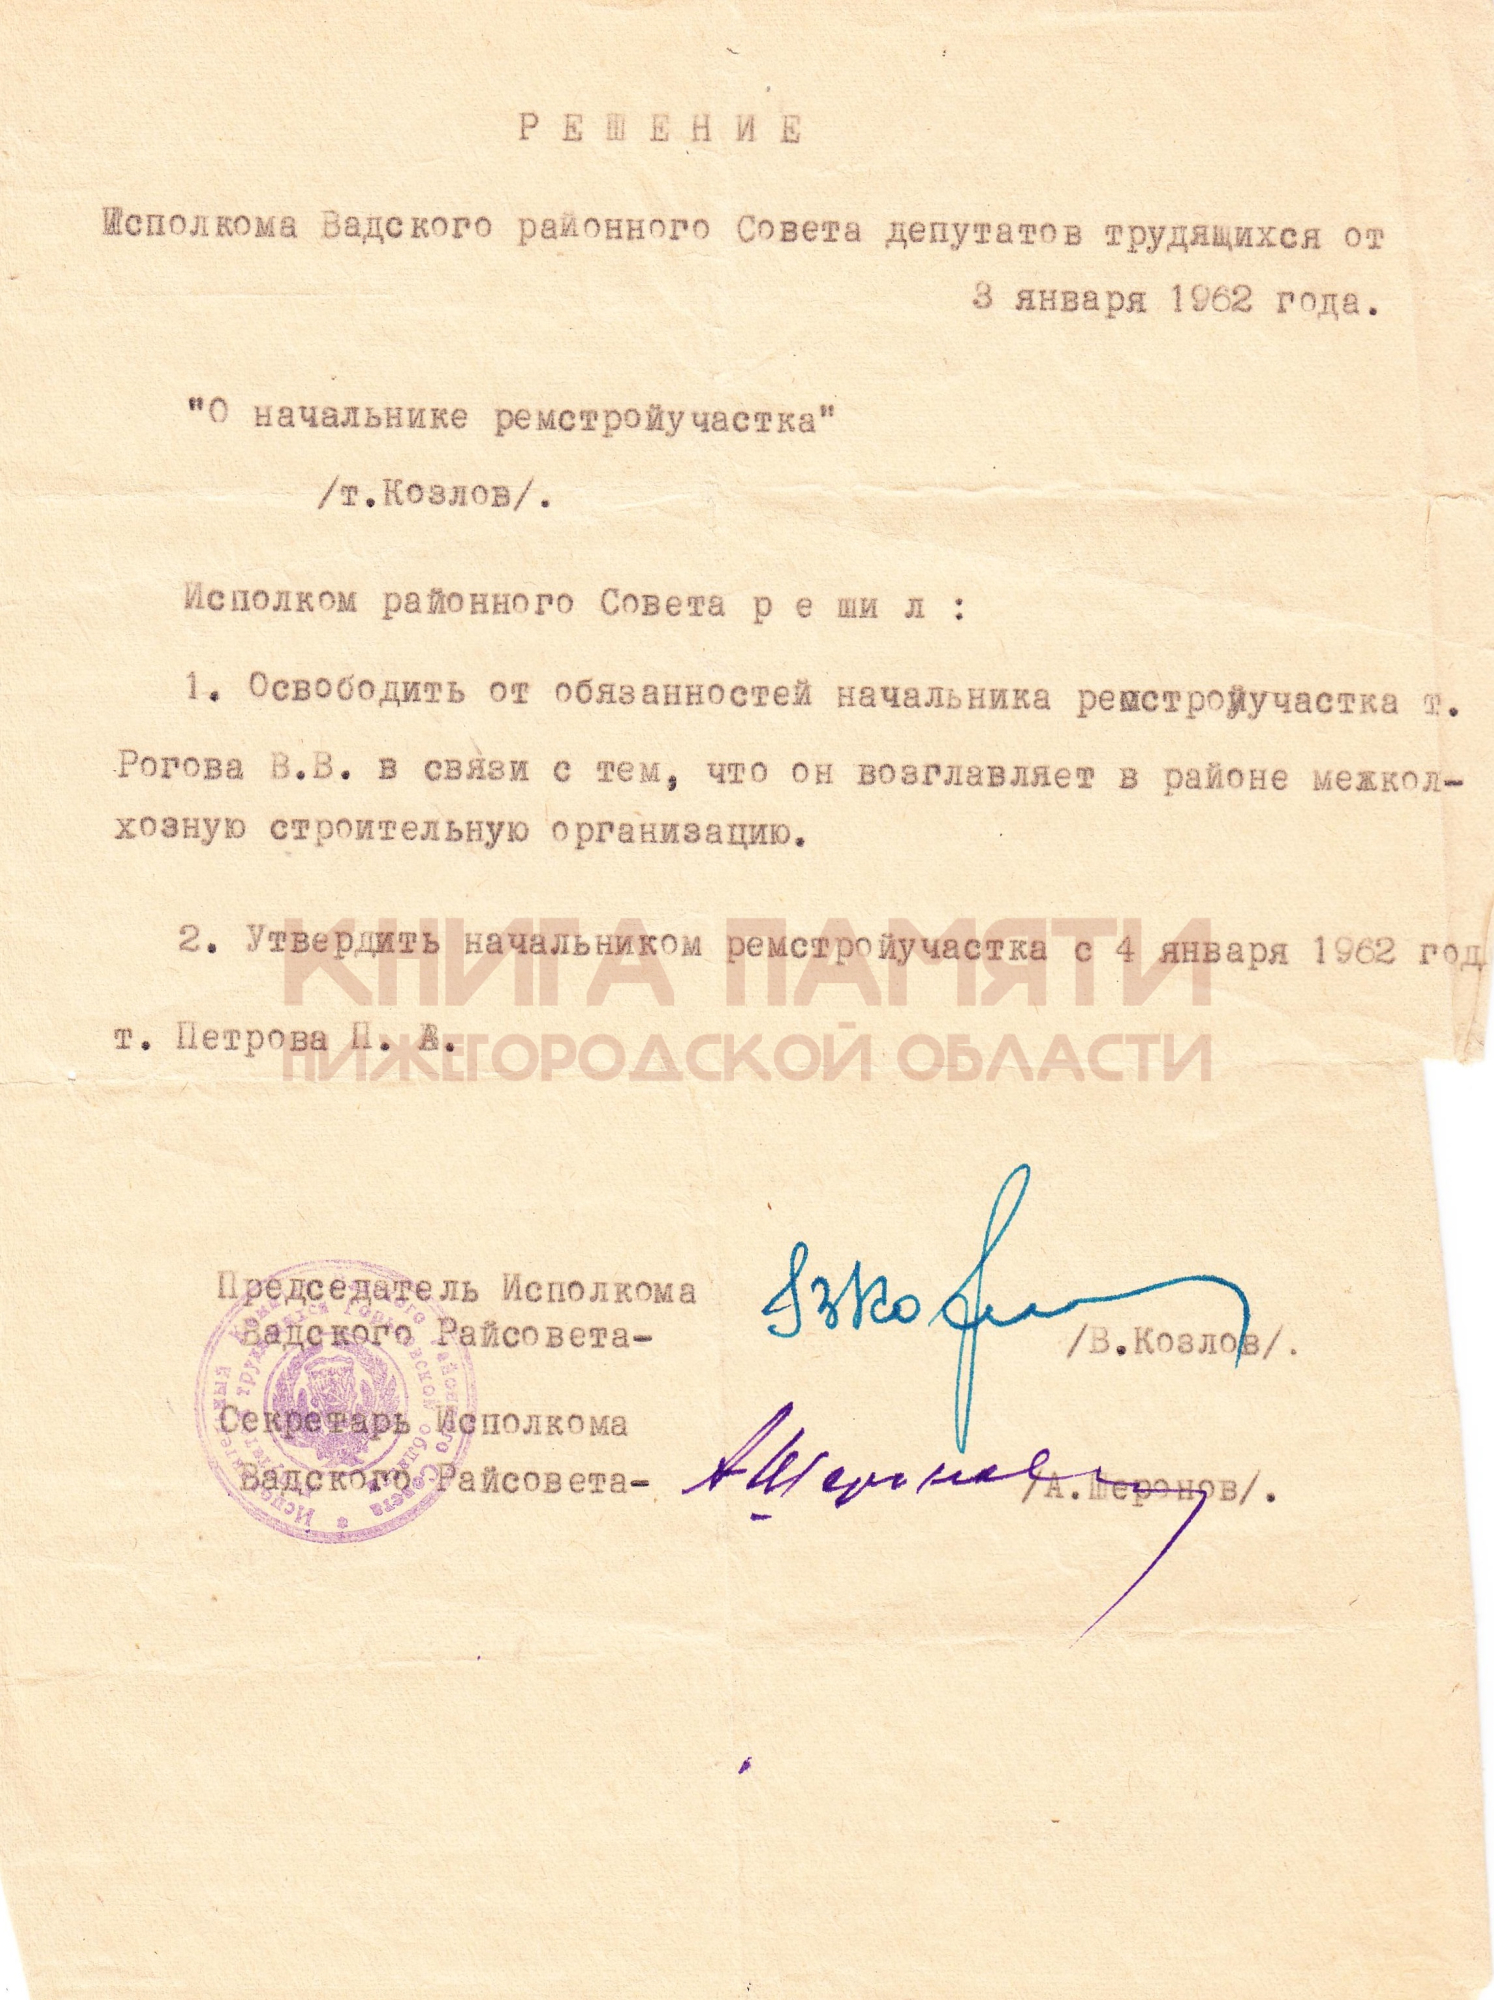 Р Е Ш Е Н И Е
Исполкома Вадского районного Совета депутатов трудящихся от
3 января 1962 года.
"О начальнике ремстройучастка"
/т.Козлов/.
Исполком районного Совета р е ш и л :
1. Освободить от обязанностей начальника ремстройучастка т.
Рогова В.В. в связи с тем, что он возглавляет в районе межкол-
хозную строительную организацию.
2. Утвердить начальником ремстройучастка с 4 января 1962 год
т. Петрова П. А.
КНИГА ПАМЯТИ
НИЖЕГОРОДСКОЙ ОБЛАСТИ
Председатель Исполкома
Вадского Райсовета-
/В.Козлов/.
Секретарь Исполкома
Вадского Райсовета-
/А.Шеронов/.